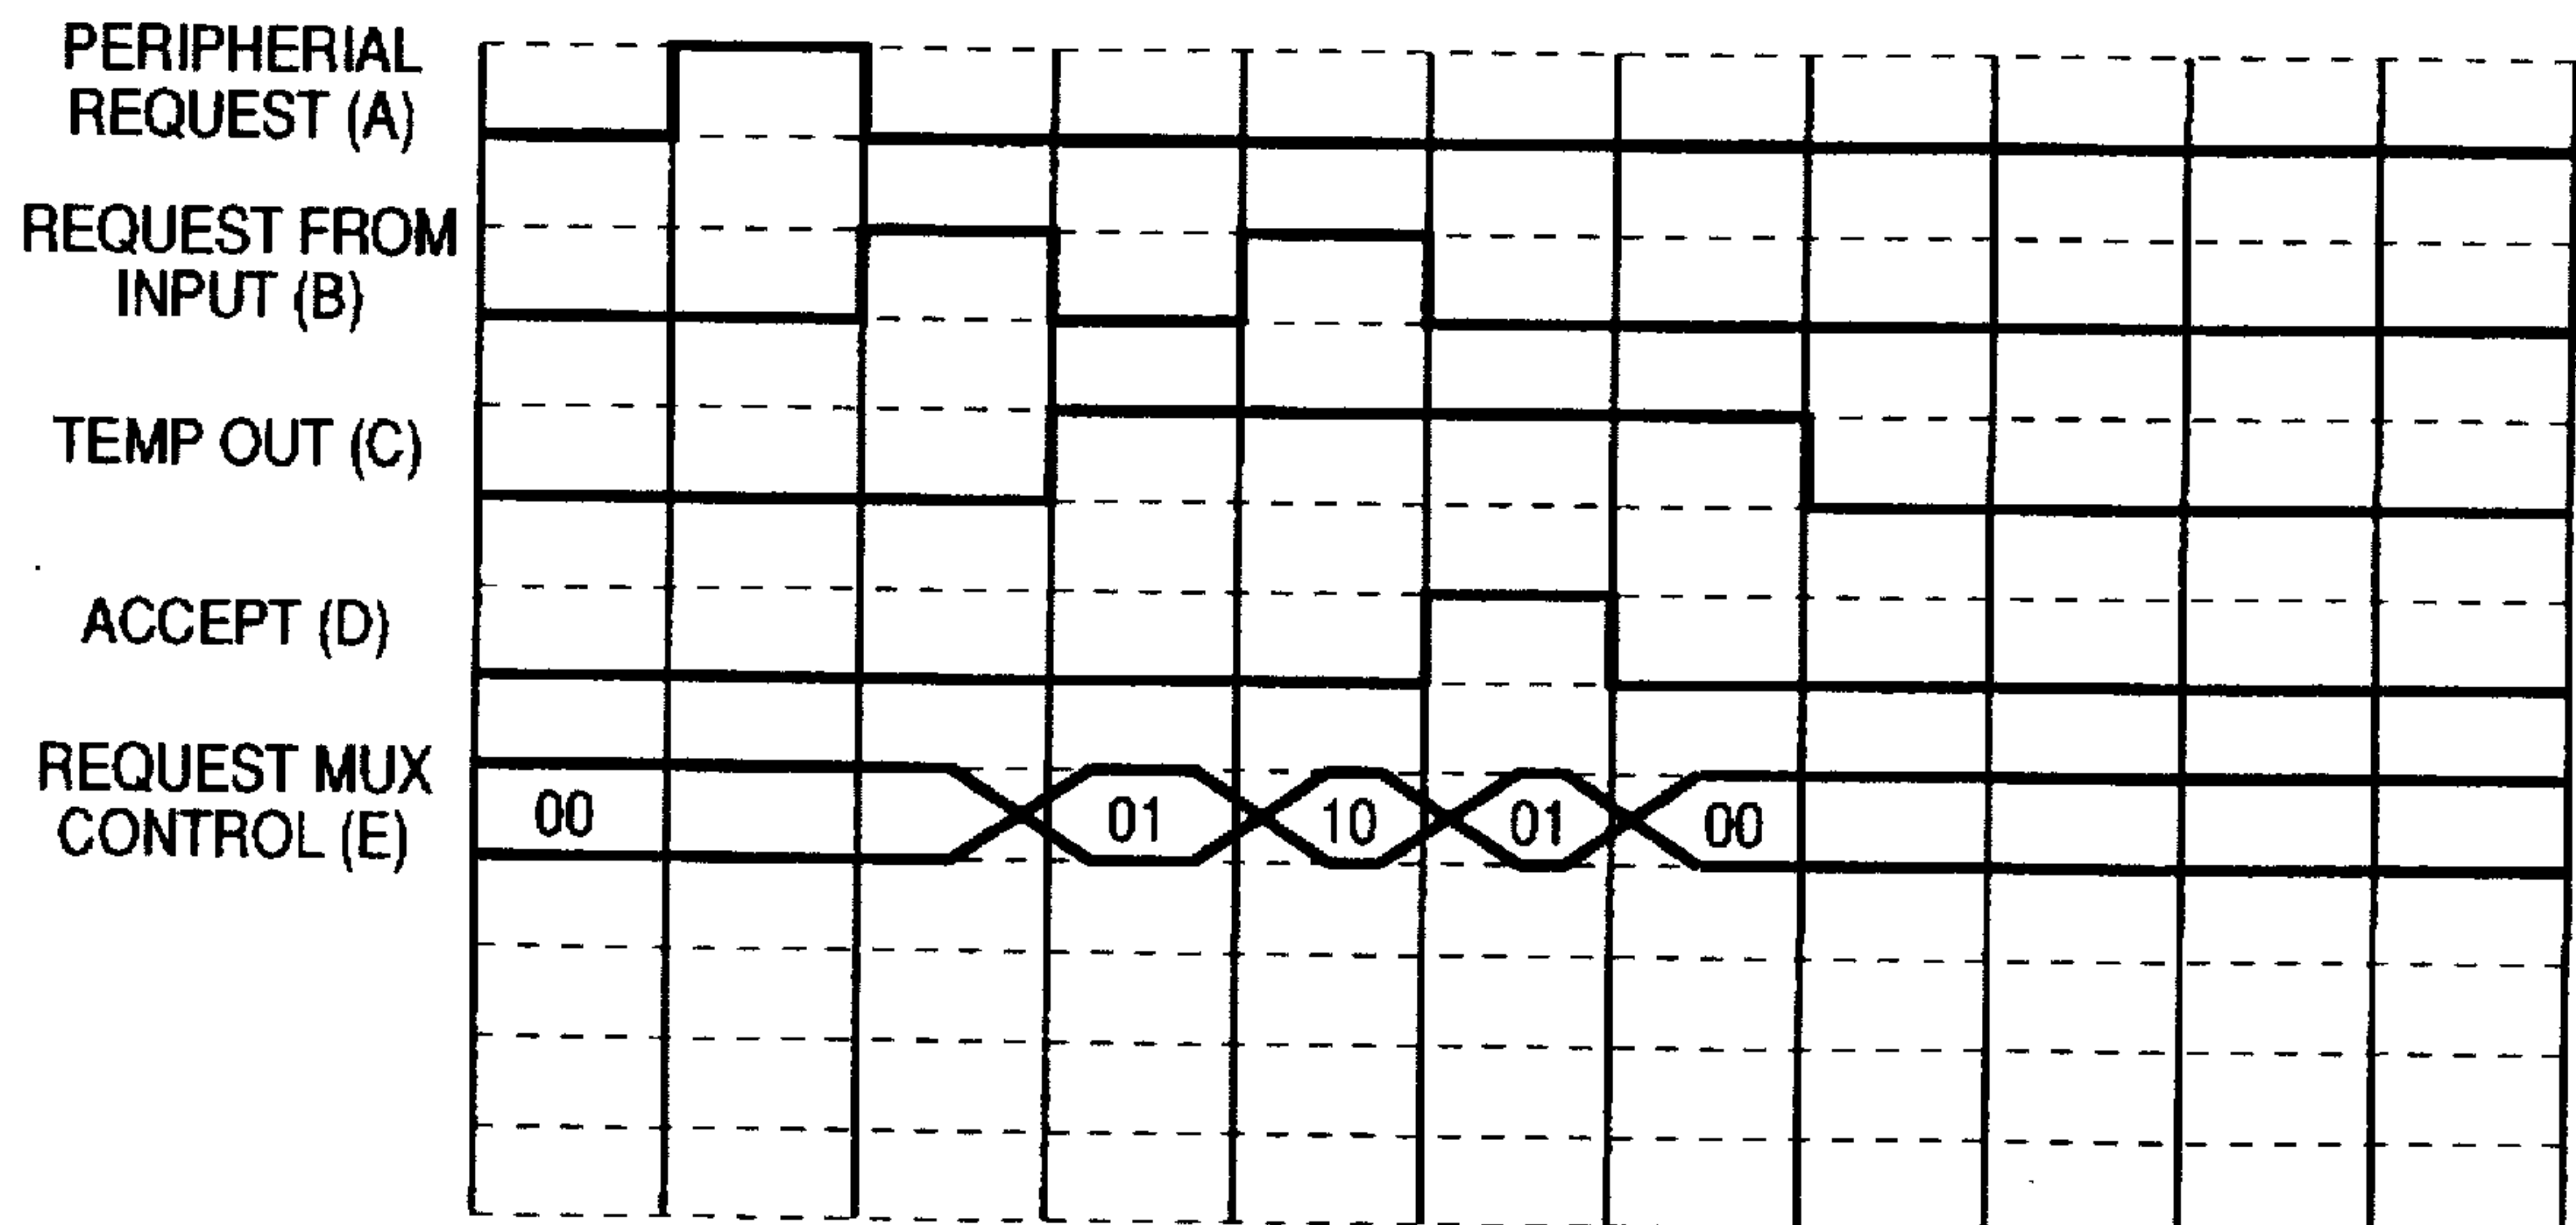 PERIPHERIAL
REQUEST (A)
REQUEST FROM
INPUT (B)
TEMP OUT (C)
ACCEPT (D)
REQUEST MUX
CONTROL (E)
00 01 10 01 00